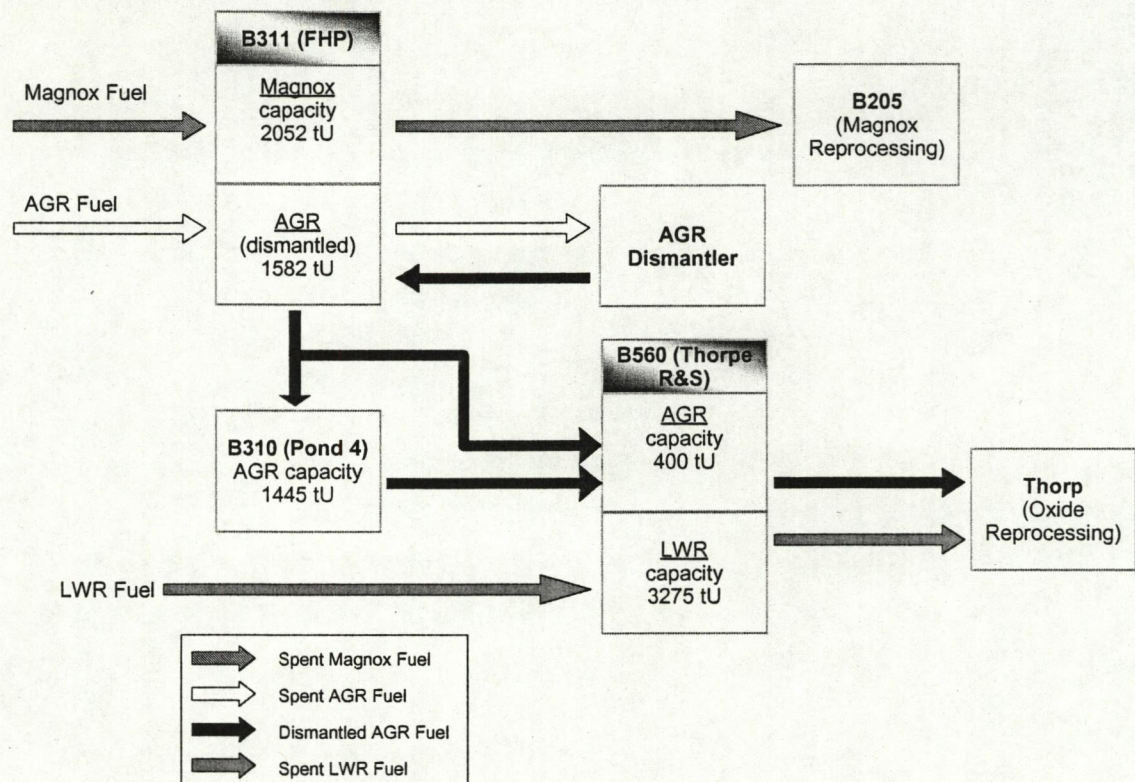 B311 (FHP)
Magnox
capacity
2052 tU
Magnox Fuel
B205
(Magnox
Reprocessing)
AGR Fuel
AGR
(dismantled)
1582 tU
AGR
Dismantler
B560 (Thorpe
R&S)
AGR
capacity
400 tU
B310 (Pond 4)
AGR capacity
1445 tU
Thorp
(Oxide
Reprocessing)
LWR
capacity
3275 tU
LWR Fuel
Spent Magnox Fuel
Spent AGR Fuel
Dismantled AGR Fuel
Spent LWR Fuel